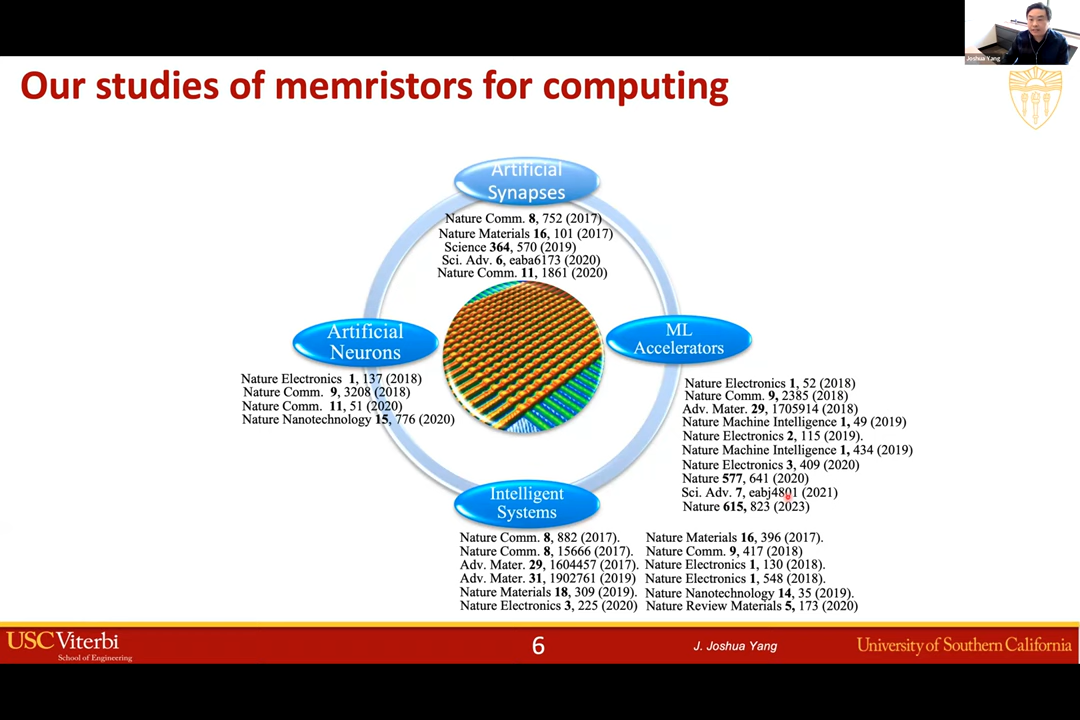 Joshua Yang
Our studies of memristors for computing
Artificial
Synapses
Nature Comm. 8, 752 (2017)
Nature Materials 16, 101 (2017)
Science 364, 570 (2019)
Sci. Adv. 6, eaba6173 (2020)
Nature Comm. 11, 1861 (2020)
Artificial
Neurons
Nature Electronics 1, 137 (2018)
Nature Comm. 9, 3208 (2018)
Nature Comm. 11, 51 (2020)
Nature Nanotechnology 15, 776 (2020)
ML
Accelerators
Nature Electronics 1, 52 (2018)
Nature Comm. 9, 2385 (2018)
Adv. Mater. 29, 1705914 (2018)
Nature Machine Intelligence 1, 49 (2019)
Nature Electronics 2, 115 (2019).
Nature Machine Intelligence 1, 434 (2019)
Nature Electronics 3, 409 (2020)
Nature 577, 641 (2020)
Sci. Adv. 7, eabj4801 (2021)
Nature 615, 823 (2023)
Intelligent
Systems
Nature Comm. 8, 882 (2017).
Nature Comm. 8, 15666 (2017).
Adv. Mater. 29, 1604457 (2017).
Adv. Mater. 31, 1902761 (2019)
Nature Materials 18, 309 (2019).
Nature Electronics 3, 225 (2020)
Nature Materials 16, 396 (2017).
Nature Comm. 9, 417 (2018)
Nature Electronics 1, 130 (2018).
Nature Electronics 1, 548 (2018).
Nature Nanotechnology 14, 35 (2019).
Nature Review Materials 5, 173 (2020)
USC Viterbi
School of Engineering
6
J. Joshua Yang
University of Southern California